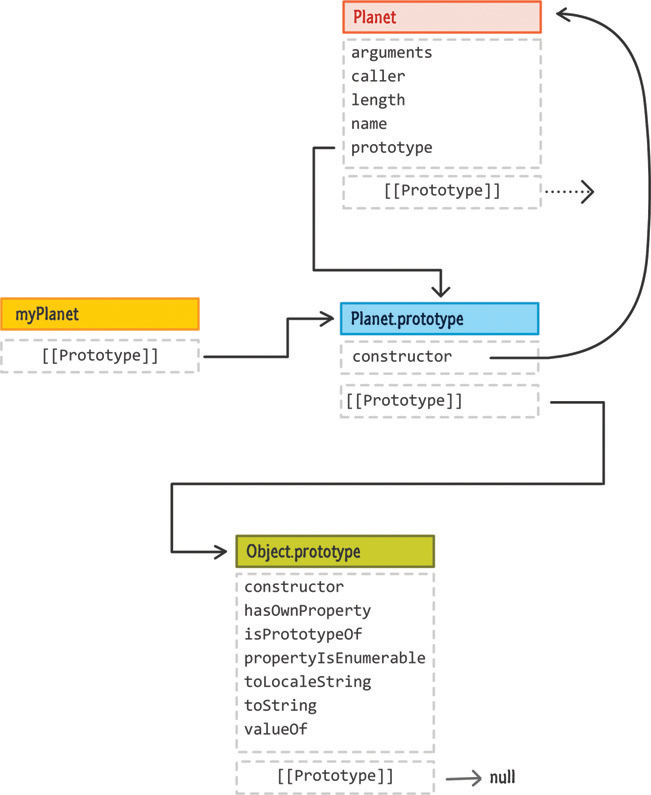 Planet
arguments
caller
length
name
prototype
[[Prototype]]
myPlanet
[[Prototype]]
Planet.prototype
constructor
[[Prototype]]
Object.prototype
constructor
hasOwnProperty
isPrototypeOf
propertyIsEnumerable
toLocaleString
toString
valueOf
[[Prototype]]
null